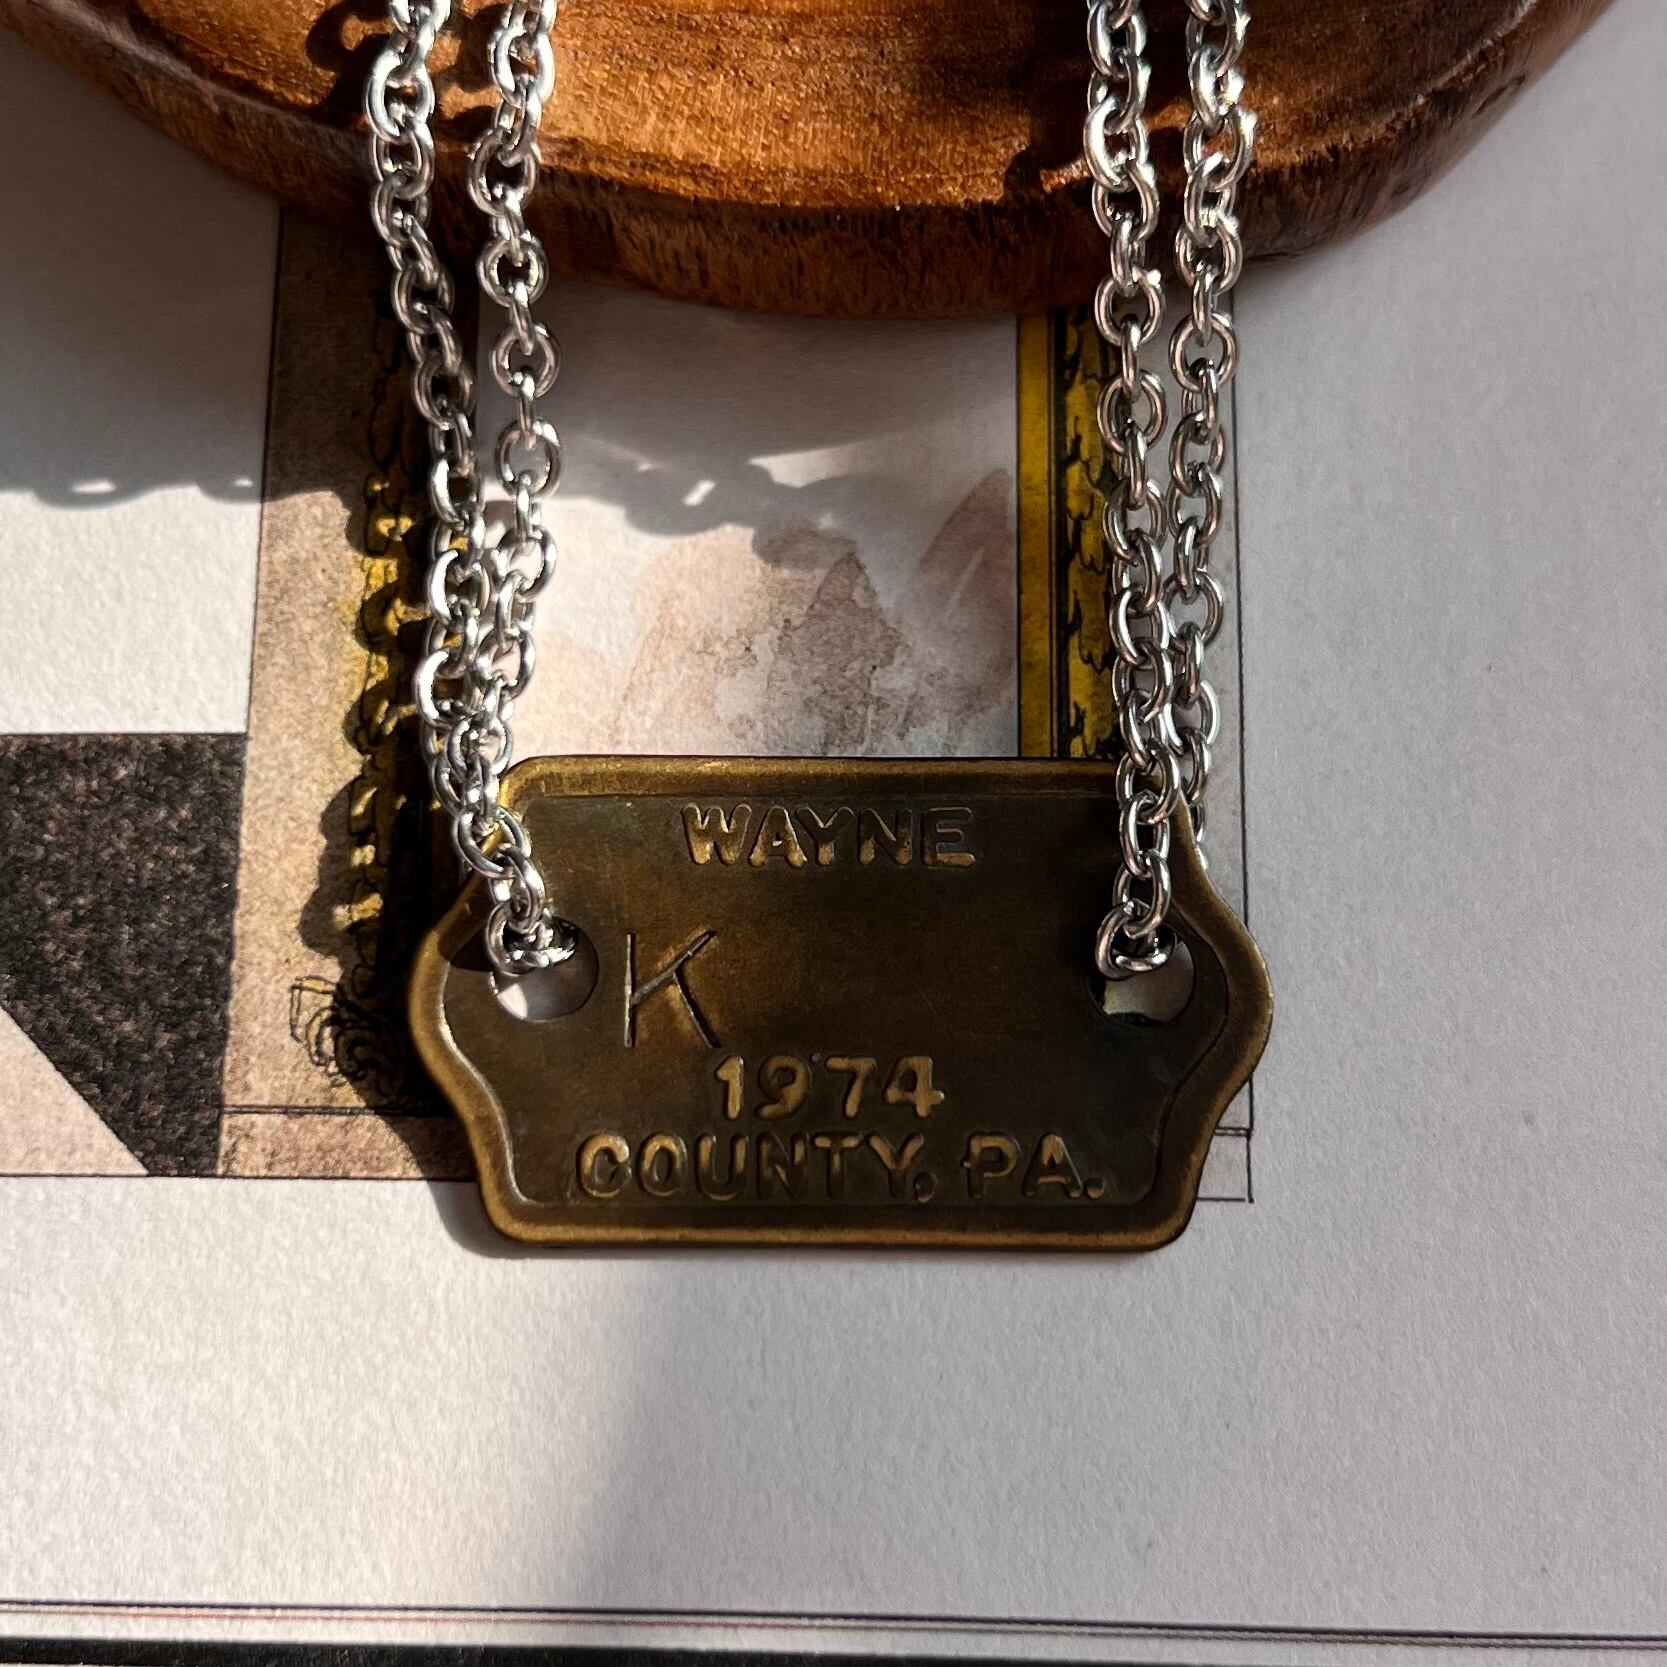 WAYNE
K
1974
COUNTY, PA.